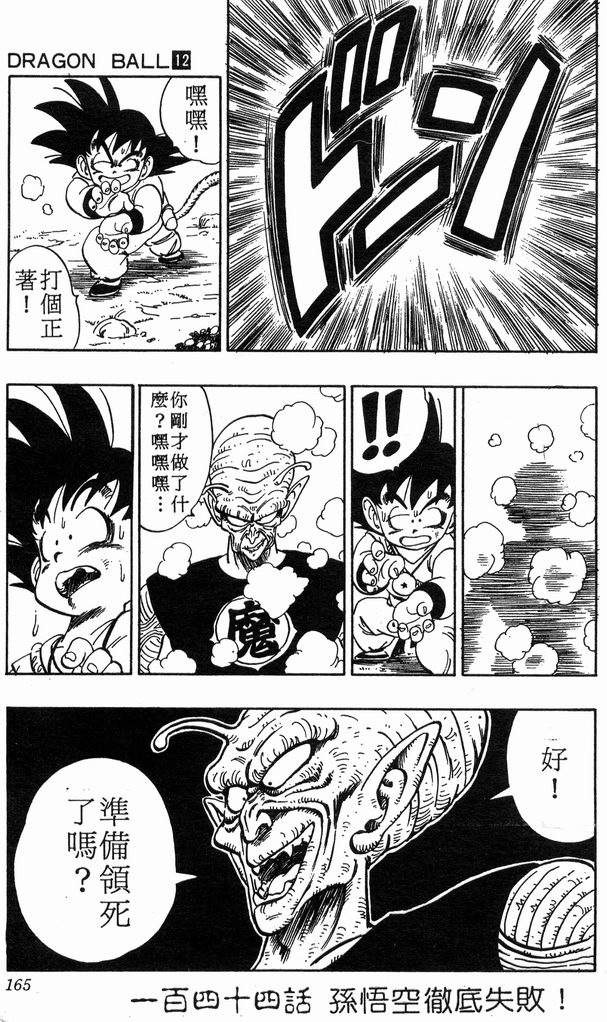 DRAGON BALL 12
ドドン
嘿嘿！
打個正
著！
!!
你剛才做了什
麼？嘿嘿嘿…
魔
好！
準備領死
了嗎？
165
一百四十四話 孫悟空徹底失敗！